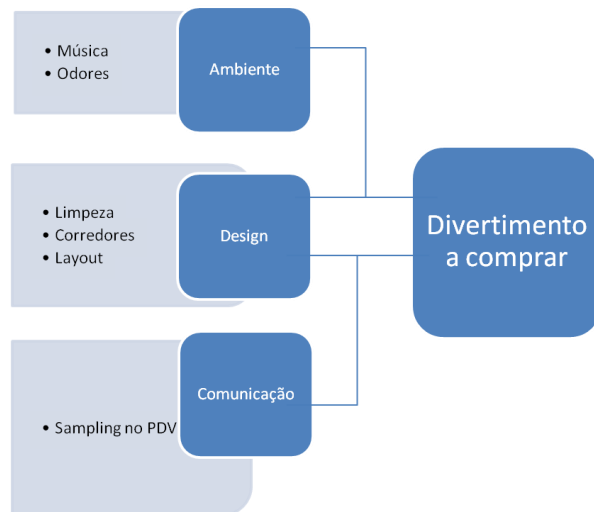 • Música
• Odores
Ambiente
• Limpeza
• Corredores
• Layout
Design
• Sampling no PDV
Comunicação
Divertimento
a comprar